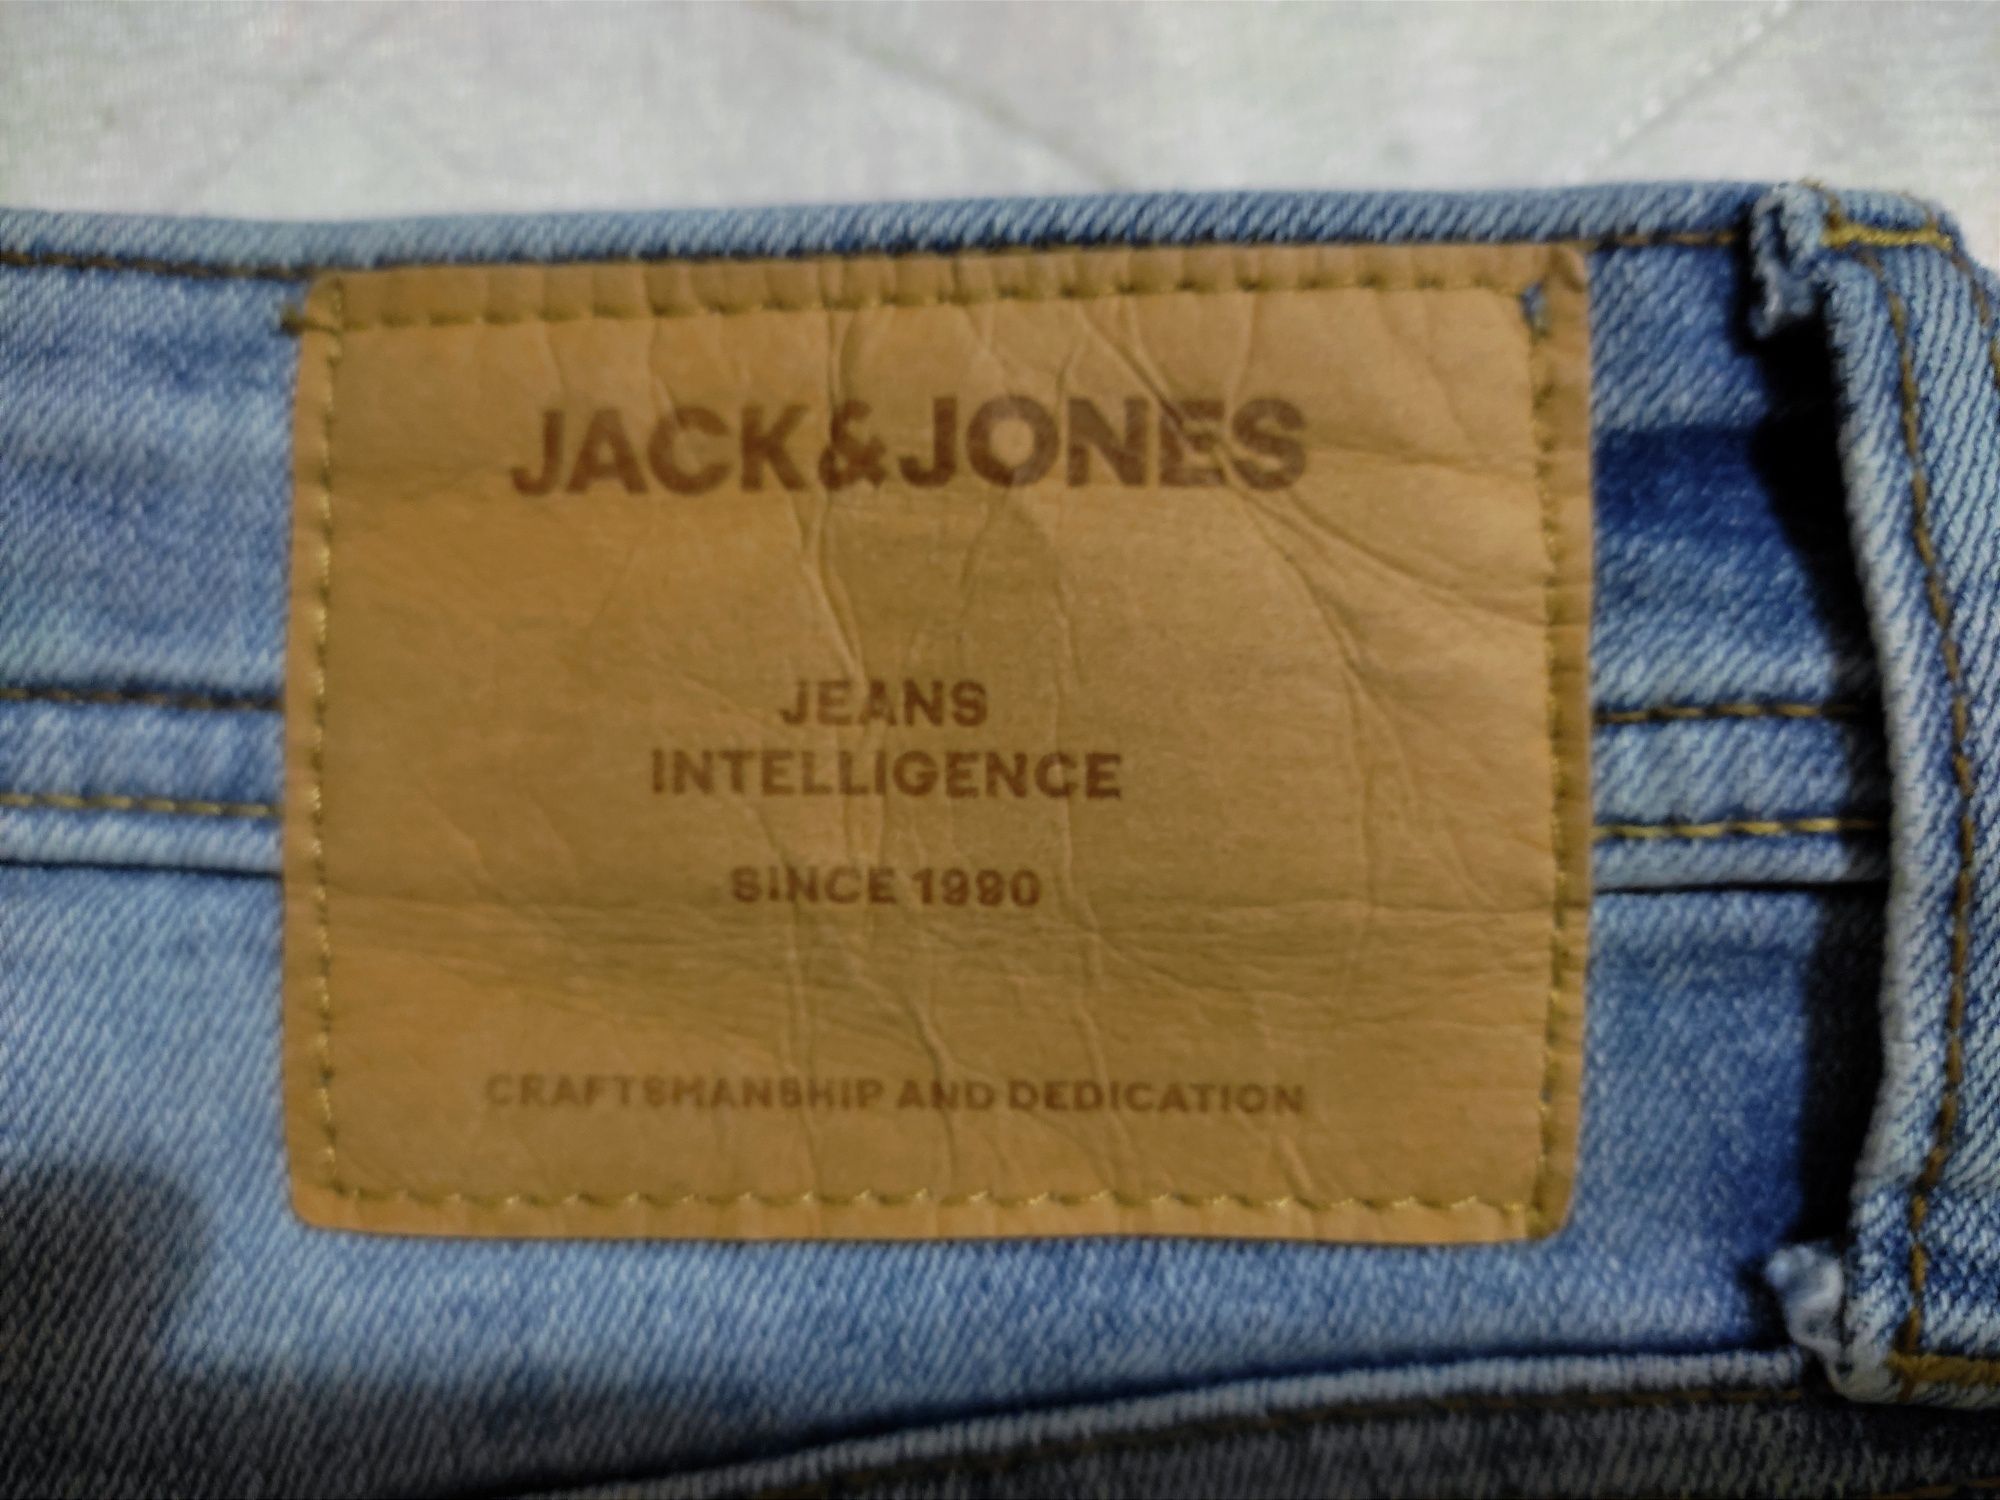 JACK&JONES
JEANS
INTELLIGENCE
SINCE 1990
CRAFTSMANSHIP AND DEDICATION